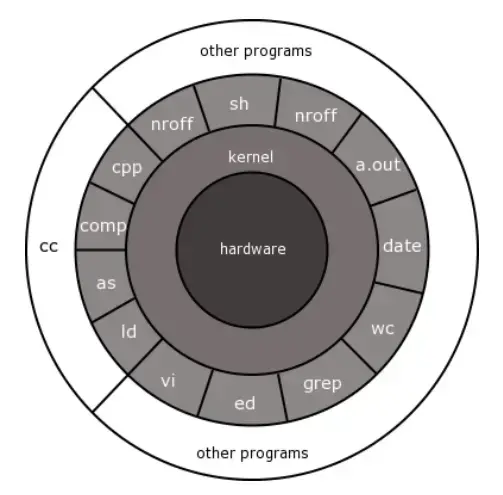 other programs
nroff
sh
nroff
a.out
cpp
kernel
comp
cc
hardware
date
as
ld
wc
vi
ed
grep
other programs